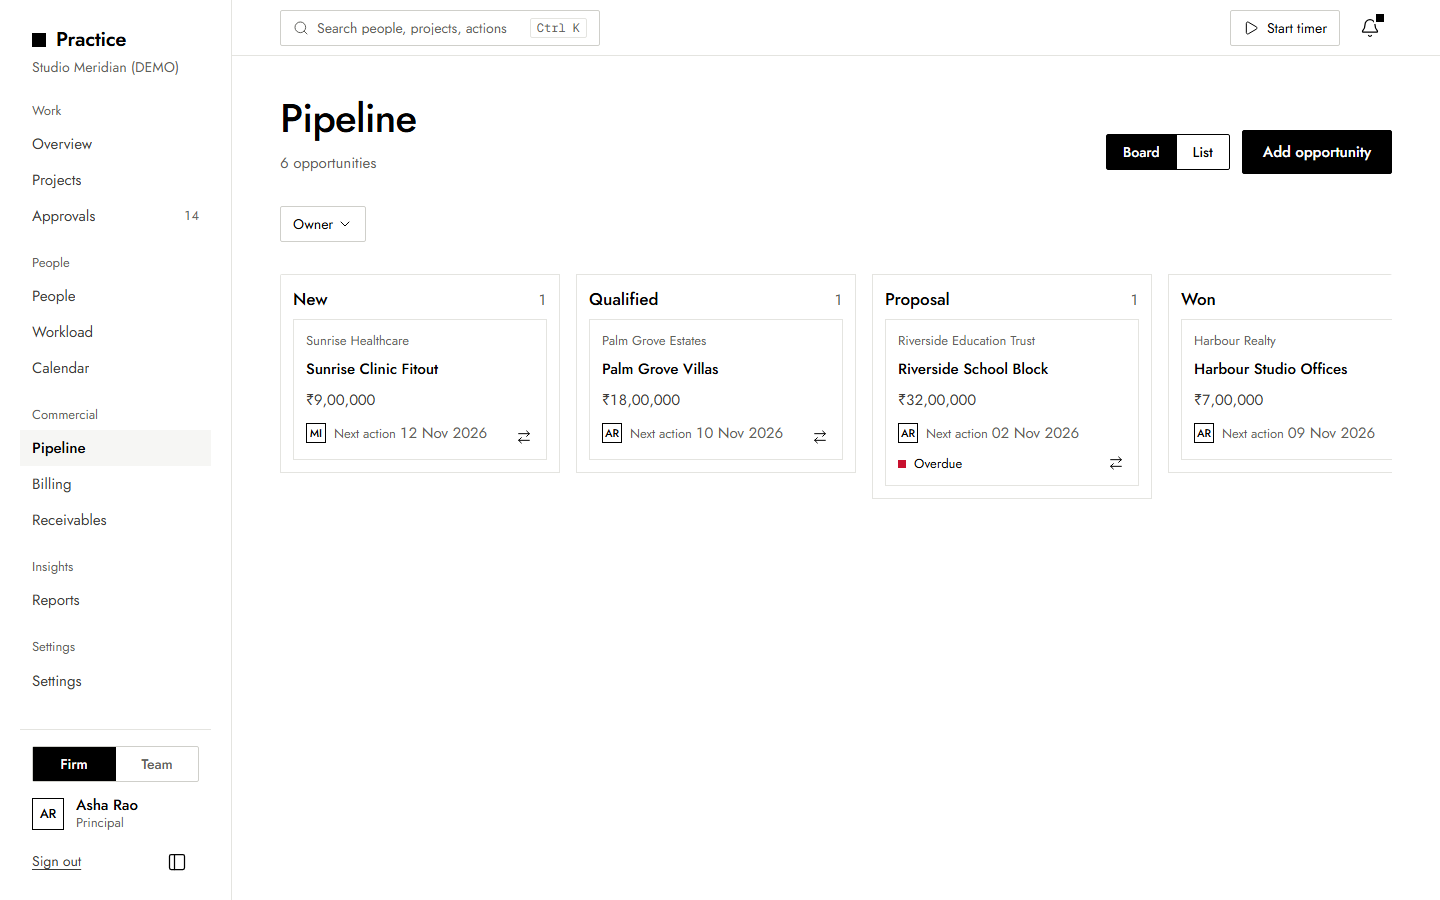 Practice
Studio Meridian (DEMO)
Work
Overview
Projects
Approvals 14
People
People
Workload
Calendar
Commercial
Pipeline
Billing
Receivables
Insights
Reports
Settings
Settings
Firm Team
AR
Asha Rao
Principal
Sign out
Search people, projects, actions Ctrl K
Start timer
Pipeline
6 opportunities
Board List
Add opportunity
Owner
New 1
Sunrise Healthcare
Sunrise Clinic Fitout
₹9,00,000
MI Next action 12 Nov 2026
Qualified 1
Palm Grove Estates
Palm Grove Villas
₹18,00,000
AR Next action 10 Nov 2026
Proposal 1
Riverside Education Trust
Riverside School Block
₹32,00,000
AR Next action 02 Nov 2026
Overdue
Won
Harbour Realty
Harbour Studio Offices
₹7,00,000
AR Next action 09 Nov 2026